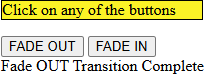 Click on any of the buttons
FADE OUT FADE IN
Fade OUT Transition Complete